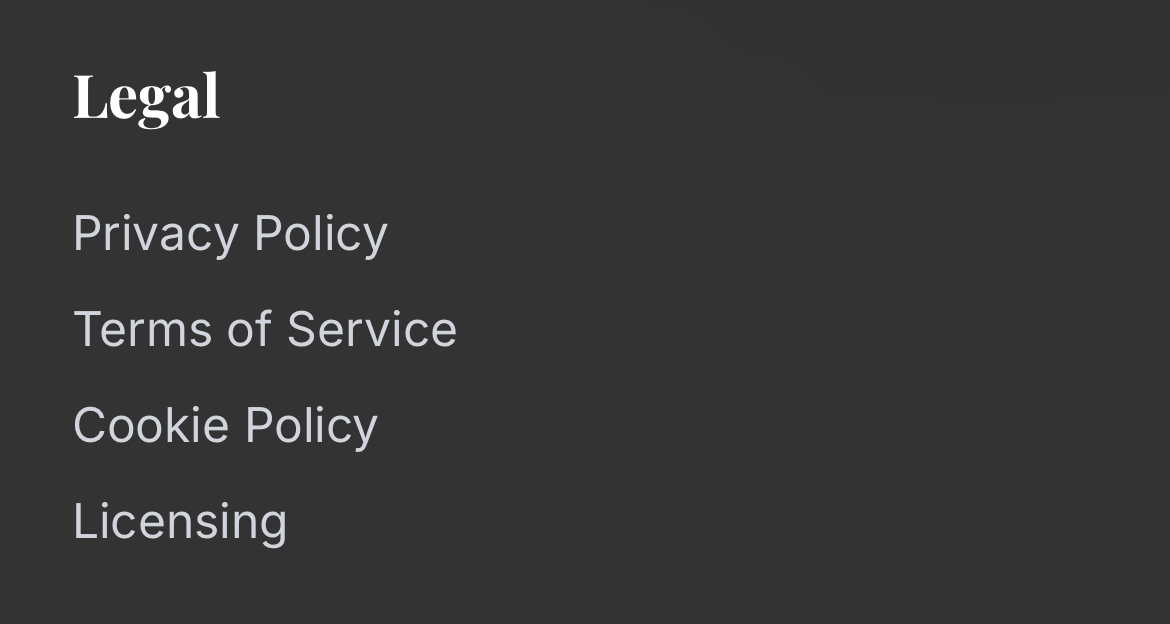 Legal
Privacy Policy
Terms of Service
Cookie Policy
Licensing